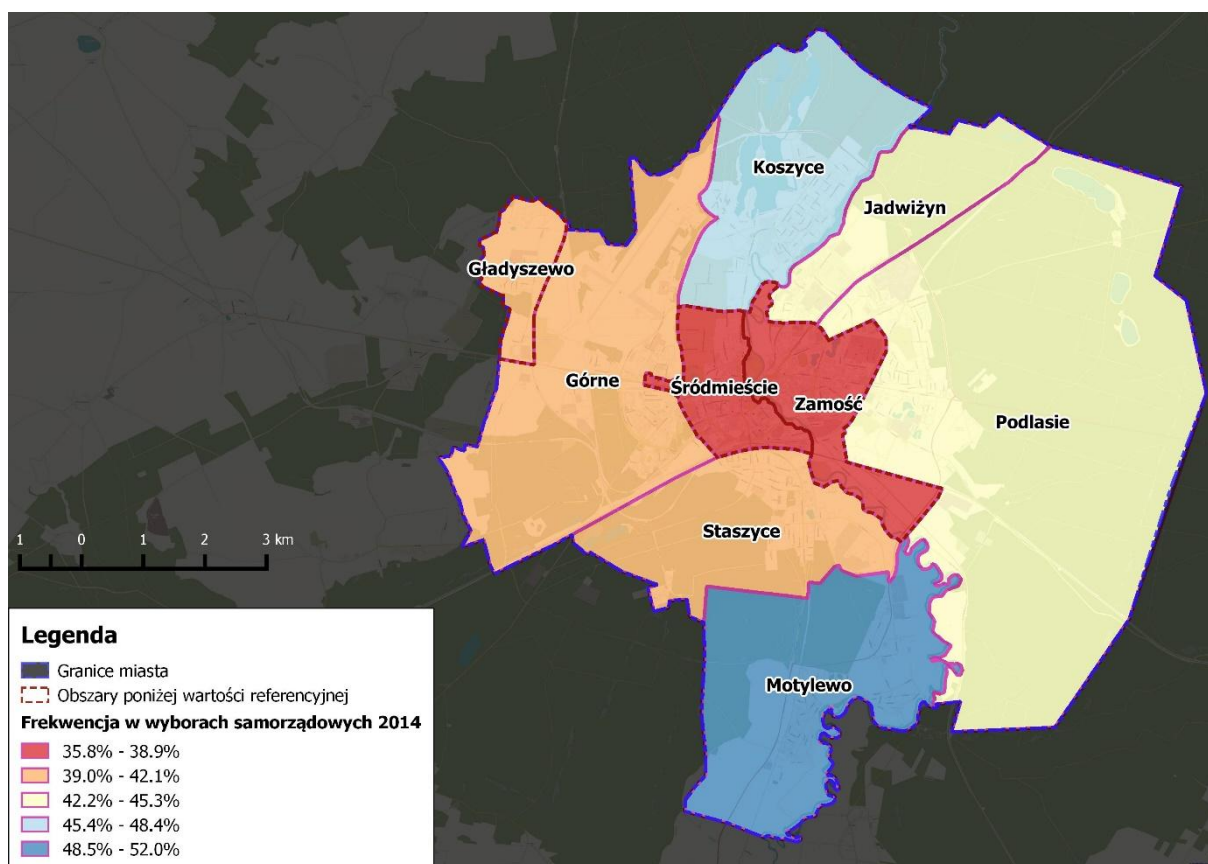 Koszyce
Jadwiżyn
Gładyszewo
Górne
Śródmieście
Zamość
Podlasie
Staszyce
Motylewo
1 0 1 2 3 km
Legenda
Granice miasta
Obszary poniżej wartości referencyjnej
Frekwencja w wyborach samorządowych 2014
35.8% - 38.9%
39.0% - 42.1%
42.2% - 45.3%
45.4% - 48.4%
48.5% - 52.0%